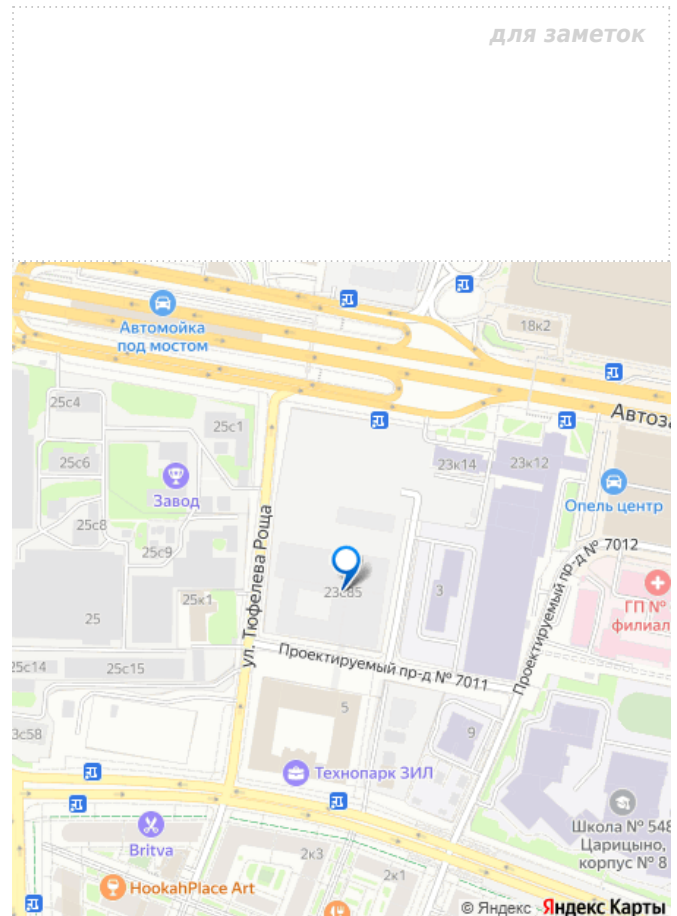 для заметок
18к2
Автомойка
под мостом
25с4
25с1
Автоза
23к14
23к12
25с6
Завод
Опель центр
25с8
25с9
ул. Тюфелева Роща
Проектируемый пр-д № 7012
23с85
3
25к1
25
ГП №
филиал
Проектируемый пр-д № 7011
25с14
25с15
3с58
5
9
Технопарк ЗИЛ
Школа № 548
Царицыно,
корпус № 8
Britva
2к3
2к1
HookahPlace Art
© Яндекс Яндекс Карты